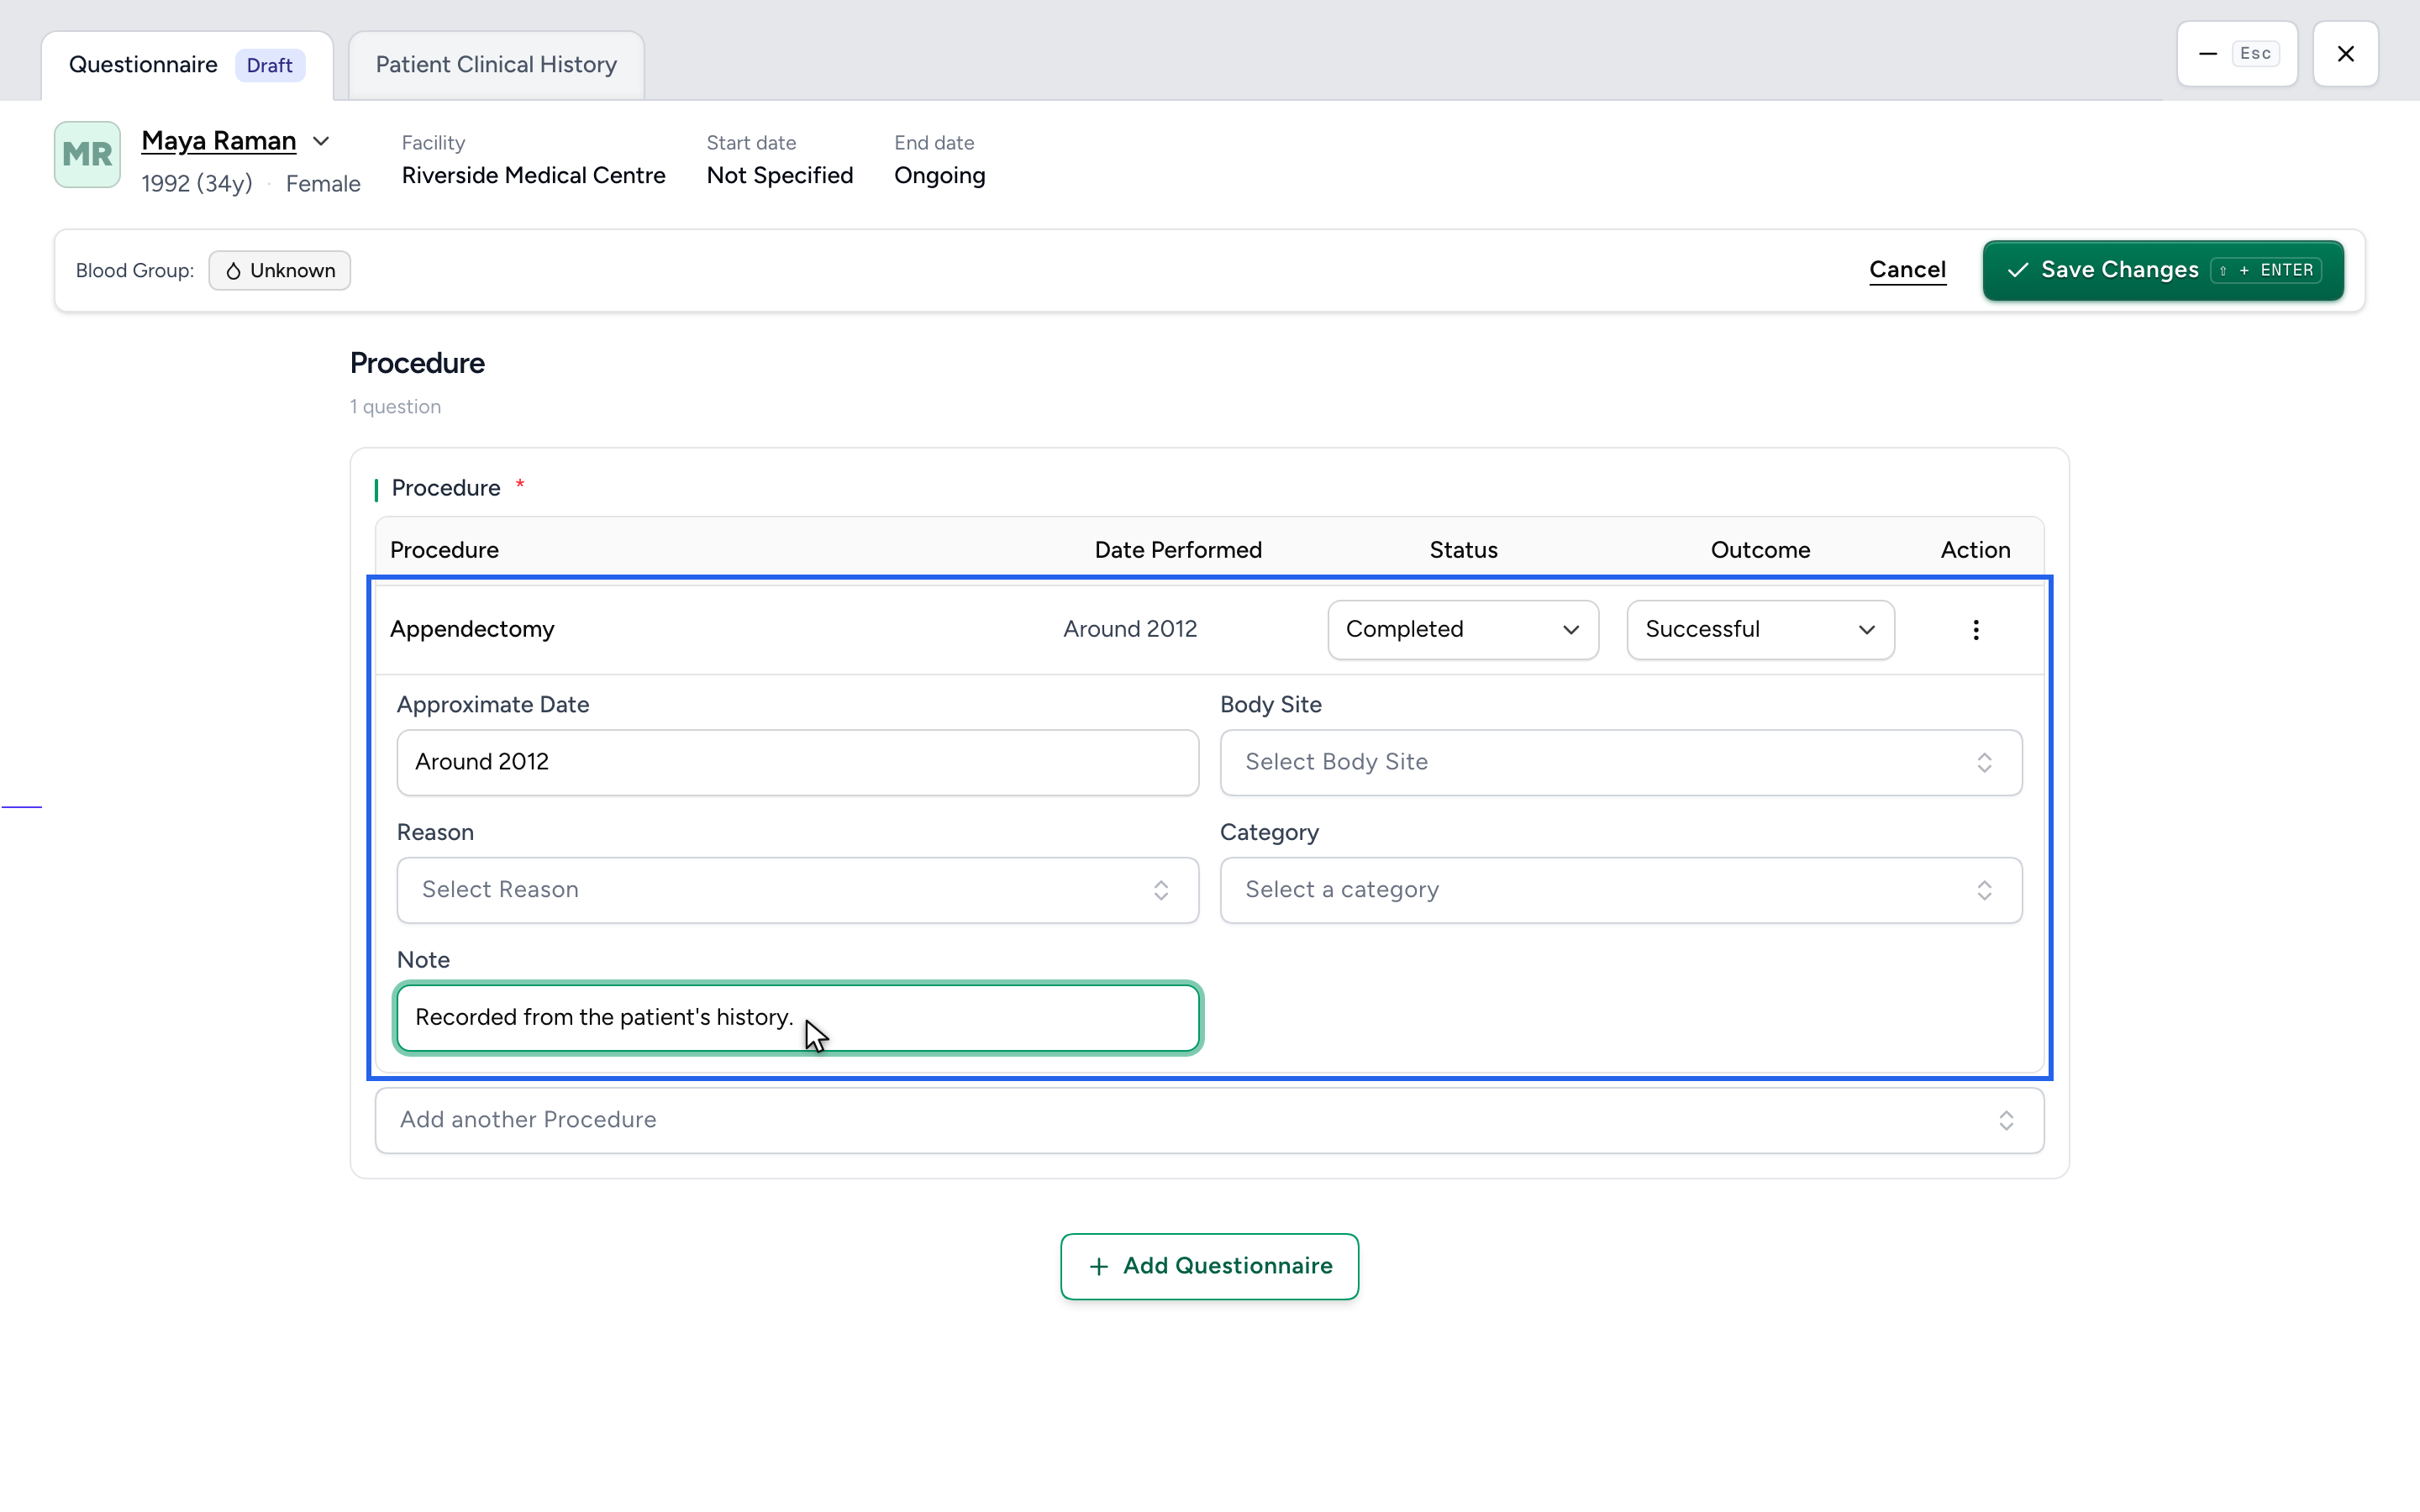 Questionnaire Draft Patient Clinical History Esc
MR Maya Raman Facility Start date End date
1992 (34y) · Female Riverside Medical Centre Not Specified Ongoing
Blood Group: Unknown Cancel Save Changes ⇧ + ENTER
Procedure
1 question
Procedure *
Procedure Date Performed Status Outcome Action
Appendectomy Around 2012 Completed Successful
Approximate Date Body Site
Around 2012 Select Body Site
Reason Category
Select Reason Select a category
Note
Recorded from the patient's history.
Add another Procedure
+ Add Questionnaire